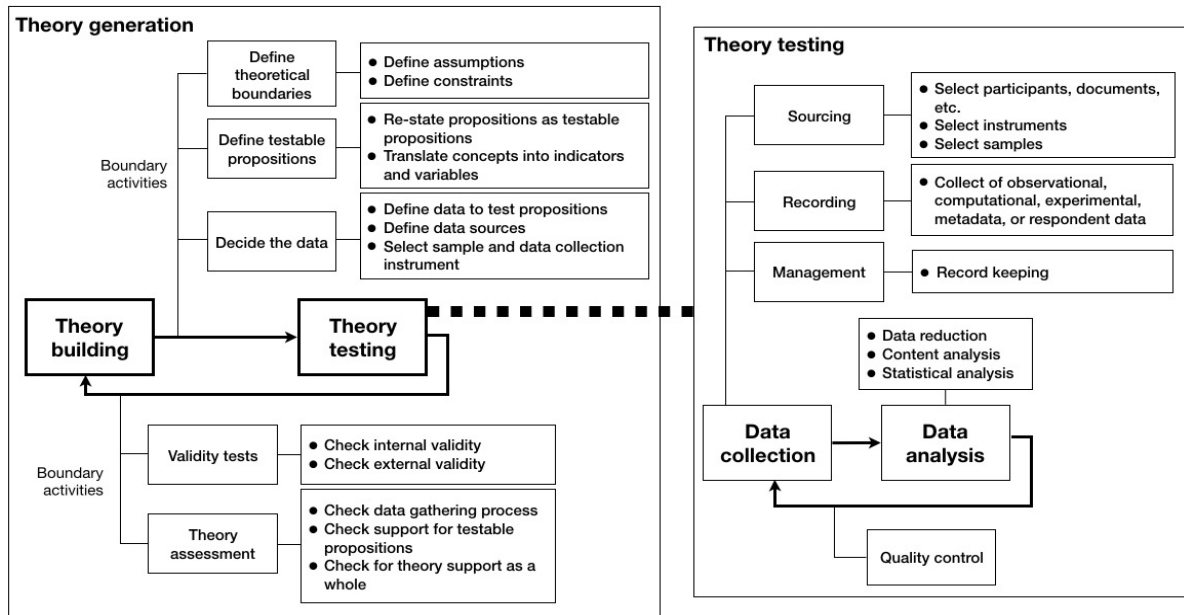 Theory generation
Define
theoretical
boundaries
● Define assumptions
● Define constraints
Define testable
propositions
● Re-state propositions as testable
propositions
● Translate concepts into indicators
and variables
Boundary
activities
Decide the data
● Define data to test propositions
● Define data sources
● Select sample and data collection
instrument
Theory
building
Theory
testing
Boundary
activities
Validity tests
● Check internal validity
● Check external validity
Theory
assessment
● Check data gathering process
● Check support for testable
propositions
● Check for theory support as a
whole
Theory testing
Sourcing
● Select participants, documents,
etc.
● Select instruments
● Select samples
Recording
● Collect of observational,
computational, experimental,
metadata, or respondent data
Management
● Record keeping
● Data reduction
● Content analysis
● Statistical analysis
Data
collection
Data
analysis
Quality control